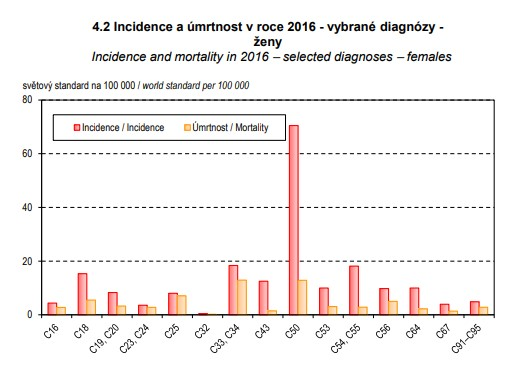 4.2 Incidence a úmrtnost v roce 2016 - vybrané diagnózy -
ženy
Incidence and mortality in 2016 – selected diagnoses – females
světový standard na 100 000 / world standard per 100 000
80
60
40
20
0
Incidence / Incidence
Úmrtnost / Mortality
C16
C18
C19, C20
C23, C24
C25
C32
C33, C34
C43
C50
C53
C54, C55
C56
C64
C67
C91–C95